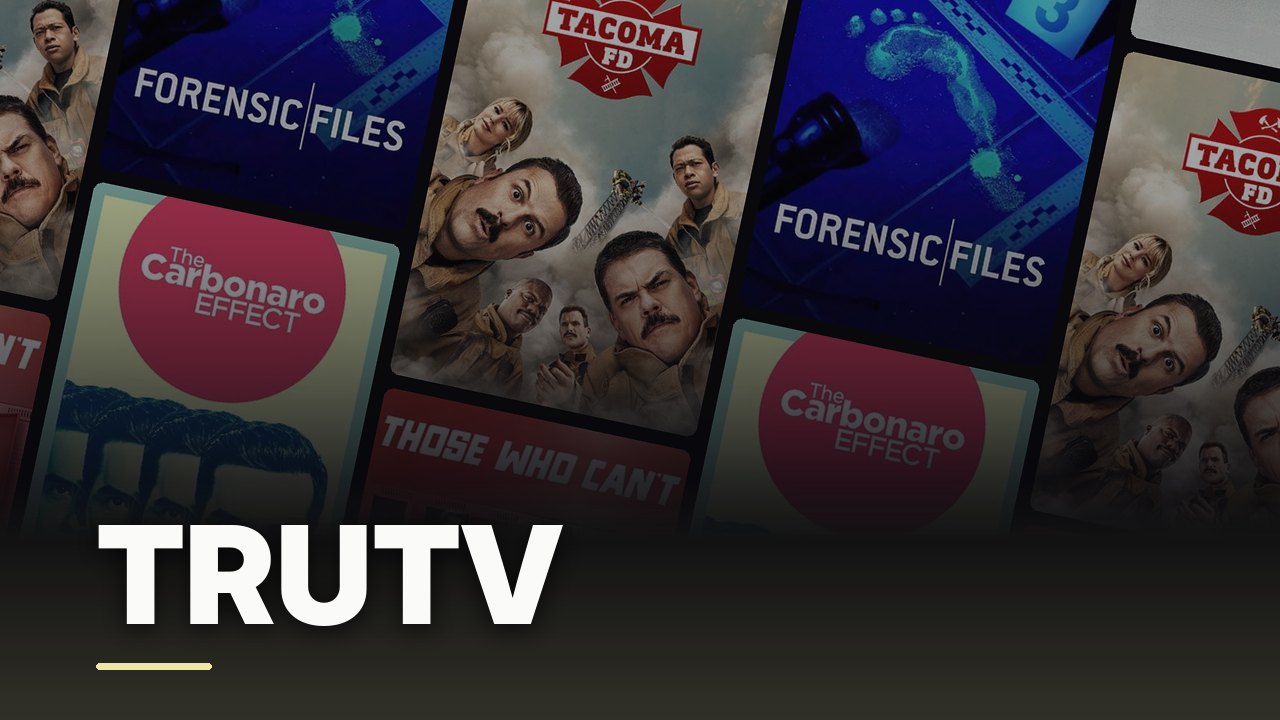 TACOMA
FD
FORENSIC|FILES
3
TACOMA
FD
FORENSIC|FILES
The
Carbonaro
EFFECT
N'T
THOSE WHO CAN'T
The
Carbonaro
EFFECT
TRUTV